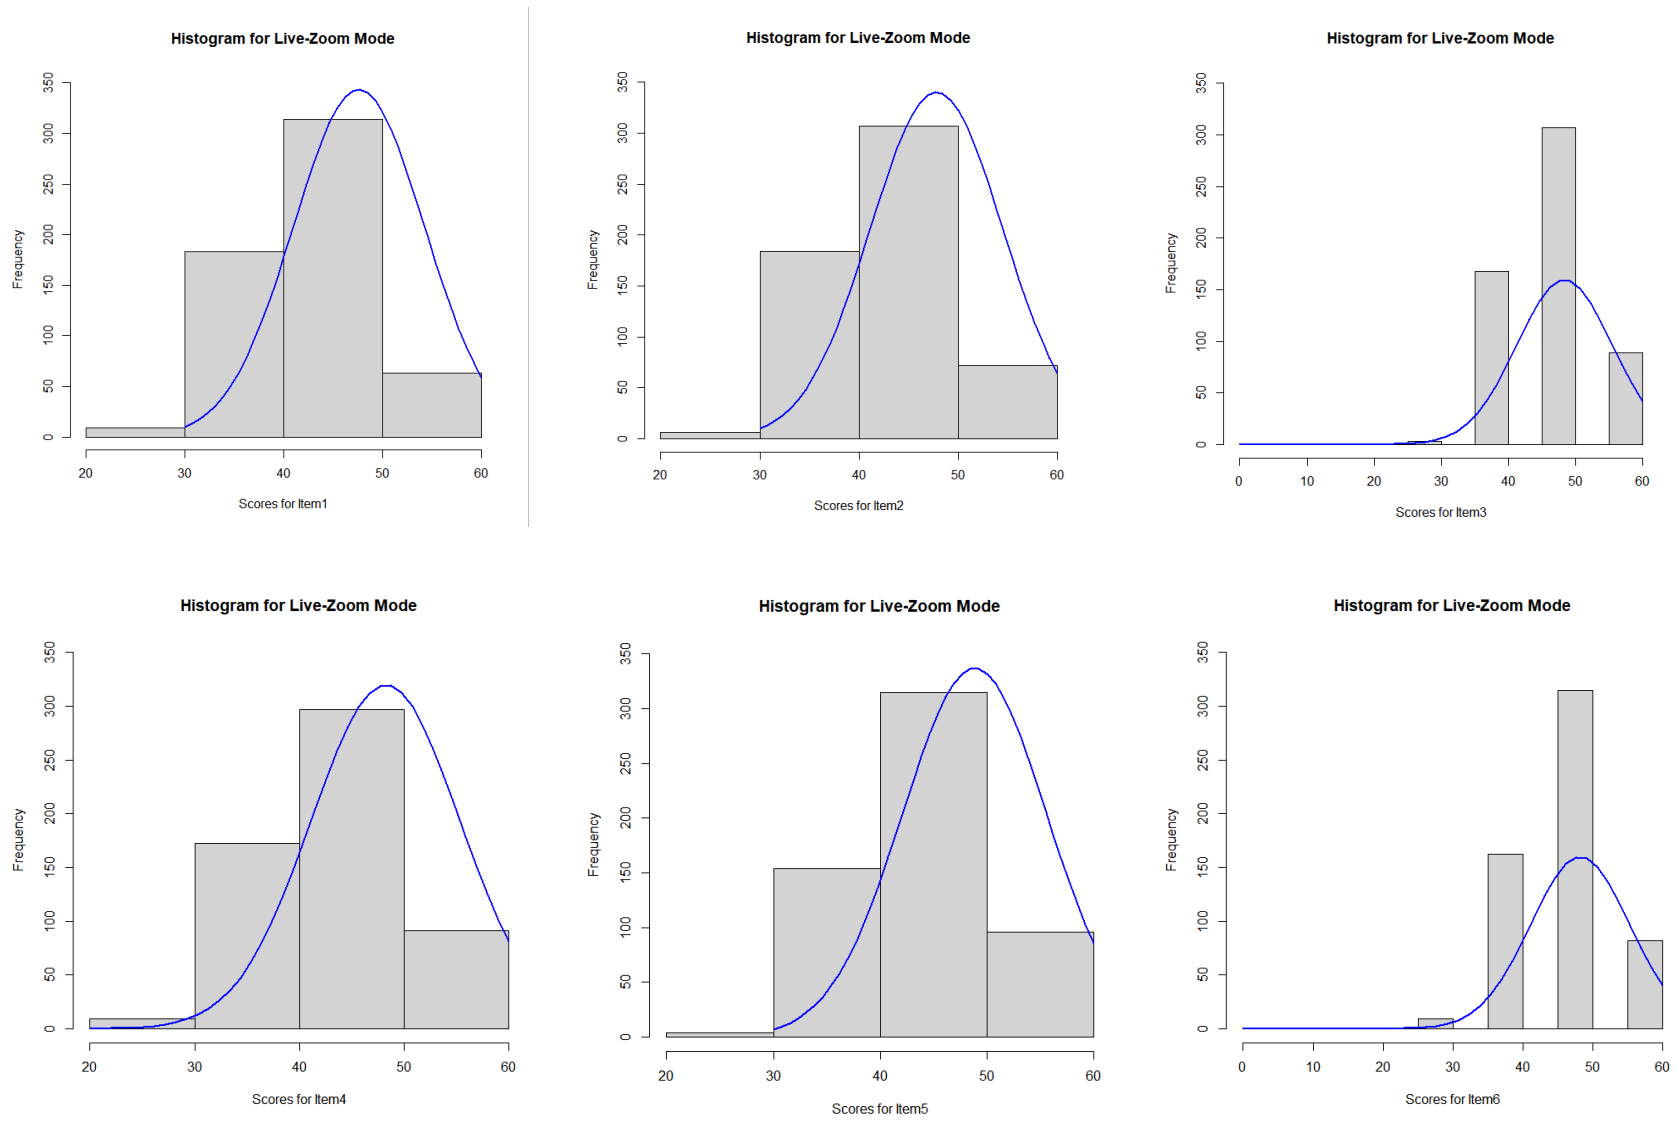 Histogram for Live-Zoom Mode
Frequency
0 50 100 150 200 250 300 350
20 30 40 50 60
Scores for Item1
Histogram for Live-Zoom Mode
Frequency
0 50 100 150 200 250 300 350
20 30 40 50 60
Scores for Item2
Histogram for Live-Zoom Mode
Frequency
0 50 100 150 200 250 300 350
0 10 20 30 40 50 60
Scores for Item3
Histogram for Live-Zoom Mode
Frequency
0 50 100 150 200 250 300 350
20 30 40 50 60
Scores for Item4
Histogram for Live-Zoom Mode
Frequency
0 50 100 150 200 250 300 350
20 30 40 50 60
Scores for Item5
Histogram for Live-Zoom Mode
Frequency
0 50 100 150 200 250 300 350
0 10 20 30 40 50 60
Scores for Item6